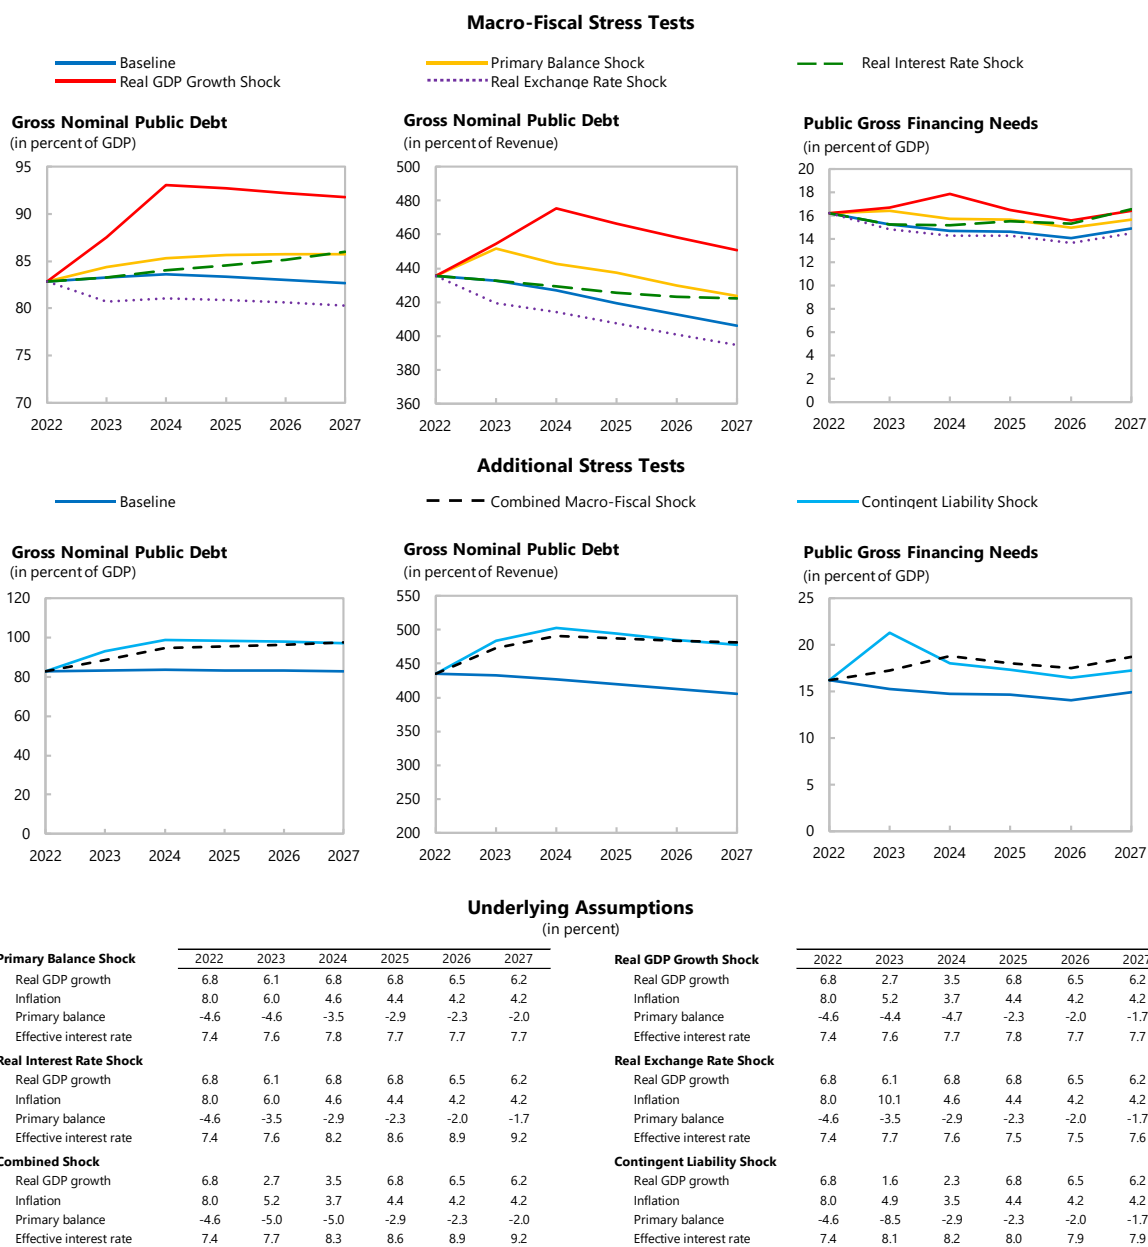 Macro-Fiscal Stress Tests
Baseline
Primary Balance Shock
Real Interest Rate Shock
Real GDP Growth Shock
Real Exchange Rate Shock
Gross Nominal Public Debt
(in percent of GDP)
95
90
85
80
75
70
2022 2023 2024 2025 2026 2027
Gross Nominal Public Debt
(in percent of Revenue)
500
480
460
440
420
400
380
360
2022 2023 2024 2025 2026 2027
Public Gross Financing Needs
(in percent of GDP)
20
18
16
14
12
10
8
6
4
2
0
2022 2023 2024 2025 2026 2027
Additional Stress Tests
Baseline
Combined Macro-Fiscal Shock
Contingent Liability Shock
Gross Nominal Public Debt
(in percent of GDP)
120
100
80
60
40
20
0
2022 2023 2024 2025 2026 2027
Gross Nominal Public Debt
(in percent of Revenue)
550
500
450
400
350
300
250
200
2022 2023 2024 2025 2026 2027
Public Gross Financing Needs
(in percent of GDP)
25
20
15
10
5
0
2022 2023 2024 2025 2026 2027
Underlying Assumptions
(in percent)
Primary Balance Shock 2022 2023 2024 2025 2026 2027
Real GDP growth 6.8 6.1 6.8 6.8 6.5 6.2
Inflation 8.0 6.0 4.6 4.4 4.2 4.2
Primary balance -4.6 -4.6 -3.5 -2.9 -2.3 -2.0
Effective interest rate 7.4 7.6 7.8 7.7 7.7 7.7
Real Interest Rate Shock
Real GDP growth 6.8 6.1 6.8 6.8 6.5 6.2
Inflation 8.0 6.0 4.6 4.4 4.2 4.2
Primary balance -4.6 -3.5 -2.9 -2.3 -2.0 -1.7
Effective interest rate 7.4 7.6 8.2 8.6 8.9 9.2
Combined Shock
Real GDP growth 6.8 2.7 3.5 6.8 6.5 6.2
Inflation 8.0 5.2 3.7 4.4 4.2 4.2
Primary balance -4.6 -5.0 -5.0 -2.9 -2.3 -2.0
Effective interest rate 7.4 7.7 8.3 8.6 8.9 9.2
Real GDP Growth Shock 2022 2023 2024 2025 2026 2027
Real GDP growth 6.8 2.7 3.5 6.8 6.5 6.2
Inflation 8.0 5.2 3.7 4.4 4.2 4.2
Primary balance -4.6 -4.4 -4.7 -2.3 -2.0 -1.7
Effective interest rate 7.4 7.6 7.7 7.8 7.7 7.7
Real Exchange Rate Shock
Real GDP growth 6.8 6.1 6.8 6.8 6.5 6.2
Inflation 8.0 10.1 4.6 4.4 4.2 4.2
Primary balance -4.6 -3.5 -2.9 -2.3 -2.0 -1.7
Effective interest rate 7.4 7.7 7.6 7.5 7.5 7.6
Contingent Liability Shock
Real GDP growth 6.8 1.6 2.3 6.8 6.5 6.2
Inflation 8.0 4.9 3.5 4.4 4.2 4.2
Primary balance -4.6 -8.5 -2.9 -2.3 -2.0 -1.7
Effective interest rate 7.4 8.1 8.2 8.0 7.9 7.9